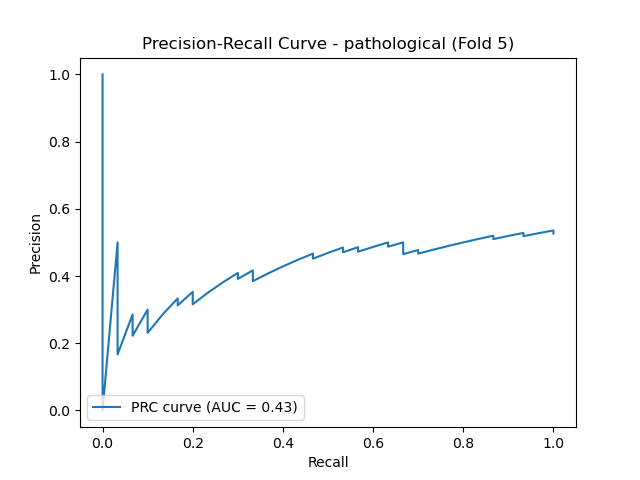 Precision-Recall Curve - pathological (Fold 5)
1.0
0.8
0.6
0.4
0.2
0.0
Precision
PRC curve (AUC = 0.43)
0.0 0.2 0.4 0.6 0.8 1.0
Recall